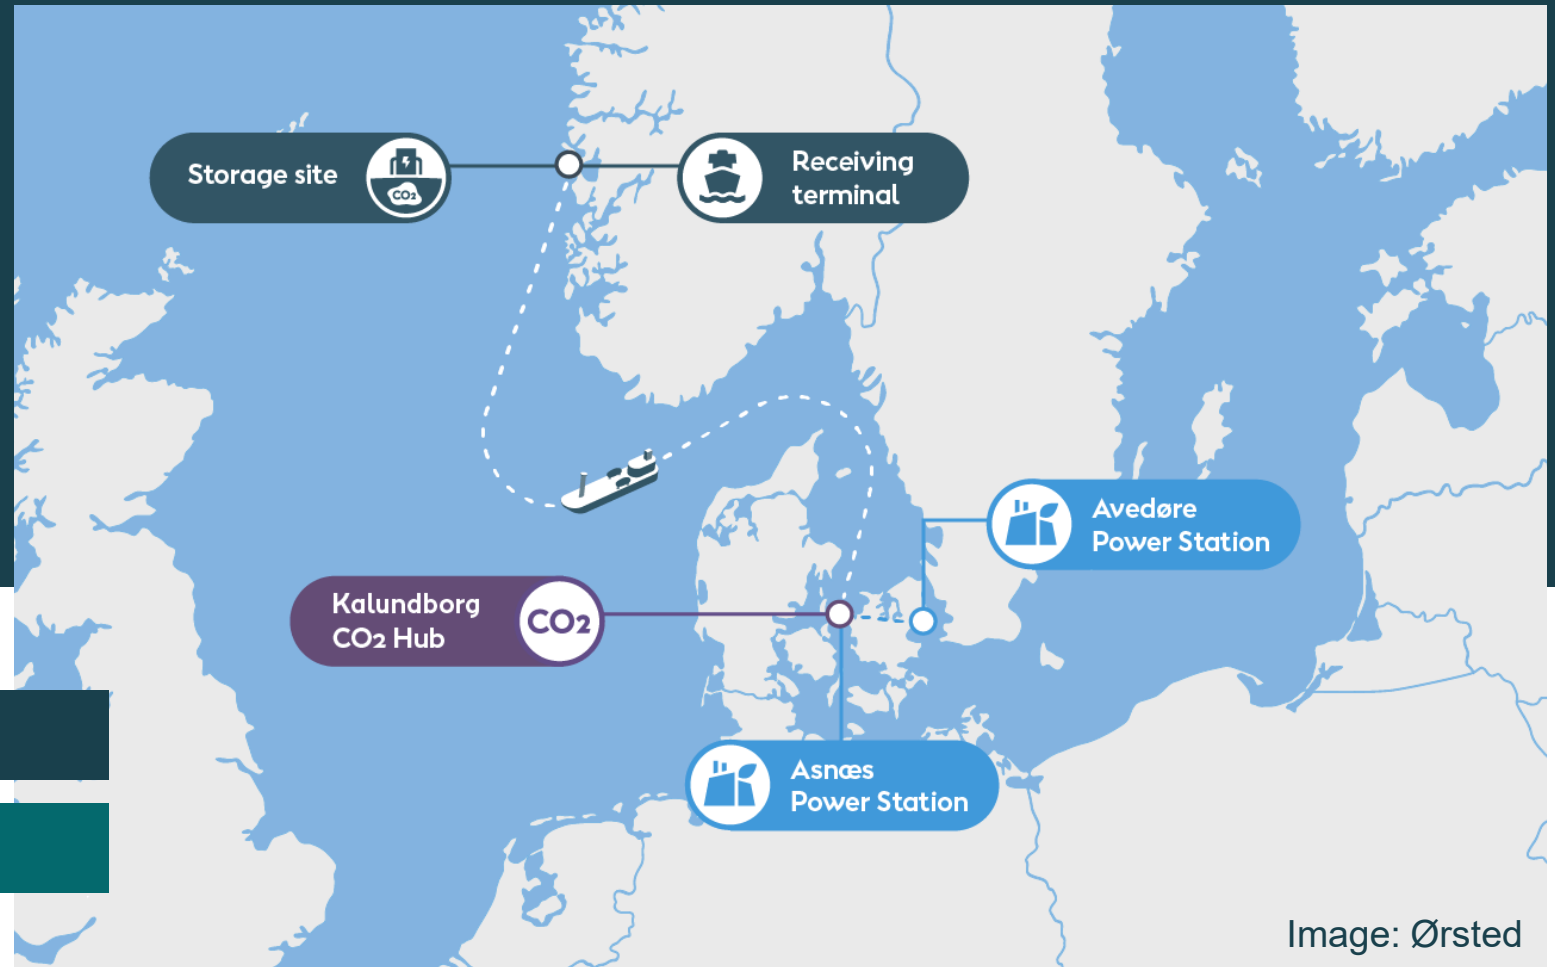 Storage site
CO2
Receiving
terminal
Avedøre
Power Station
Kalundborg
CO2 Hub
CO2
Asnæs
Power Station
Image: Ørsted